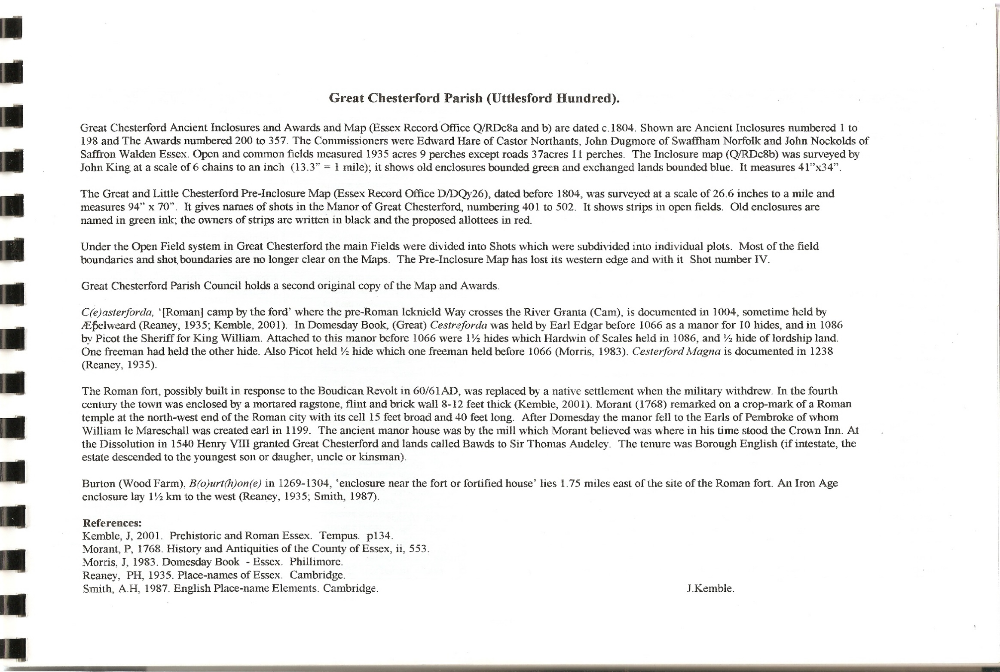 Great Chesterford Parish (Uttlesford Hundred).
Great Chesterford Ancient Inclosures and Awards and Map (Essex Record Office Q/RDc8a and b) are dated c.1804. Shown are Ancient Inclosures numbered 1 to
198 and The Awards numbered 200 to 357. The Commissioners were Edward Hare of Castor Northants, John Dugmore of Swaffham Norfolk and John Nockolds of
Saffron Walden Essex. Open and common fields measured 1935 acres 9 perches except roads 37acres 11 perches. The Inclosure map (Q/RDc8b) was surveyed by
John King at a scale of 6 chains to an inch (13.3” = 1 mile); it shows old enclosures bounded green and exchanged lands bounded blue. It measures 41”x34”.
The Great and Little Chesterford Pre-Inclosure Map (Essex Record Office D/DQy26), dated before 1804, was surveyed at a scale of 26.6 inches to a mile and
measures 94” x 70”. It gives names of shots in the Manor of Great Chesterford, numbering 401 to 502. It shows strips in open fields. Old enclosures are
named in green ink; the owners of strips are written in black and the proposed allottees in red.
Under the Open Field system in Great Chesterford the main Fields were divided into Shots which were subdivided into individual plots. Most of the field
boundaries and shot boundaries are no longer clear on the Maps. The Pre-Inclosure Map has lost its western edge and with it Shot number IV.
Great Chesterford Parish Council holds a second original copy of the Map and Awards.
C(e)asterforda, ‘[Roman] camp by the ford’ where the pre-Roman Icknield Way crosses the River Granta (Cam), is documented in 1004, sometime held by
Æþelweard (Reaney, 1935; Kemble, 2001). In Domesday Book, (Great) Cestreforda was held by Earl Edgar before 1066 as a manor for 10 hides, and in 1086
by Picot the Sheriff for King William. Attached to this manor before 1066 were 1½ hides which Hardwin of Scales held in 1086, and ½ hide of lordship land.
One freeman had held the other hide. Also Picot held ½ hide which one freeman held before 1066 (Morris, 1983). Cesterford Magna is documented in 1238
(Reaney, 1935).
The Roman fort, possibly built in response to the Boudican Revolt in 60/61AD, was replaced by a native settlement when the military withdrew. In the fourth
century the town was enclosed by a mortared ragstone, flint and brick wall 8-12 feet thick (Kemble, 2001). Morant (1768) remarked on a crop-mark of a Roman
temple at the north-west end of the Roman city with its cell 15 feet broad and 40 feet long. After Domesday the manor fell to the Earls of Pembroke of whom
William le Mareschall was created earl in 1199. The ancient manor house was by the mill which Morant believed was where in his time stood the Crown Inn. At
the Dissolution in 1540 Henry VIII granted Great Chesterford and lands called Bawds to Sir Thomas Audeley. The tenure was Borough English (if intestate, the
estate descended to the youngest son or daugher, uncle or kinsman).
Burton (Wood Farm), B(o)urt(h)on(e) in 1269-1304, ‘enclosure near the fort or fortified house’ lies 1.75 miles east of the site of the Roman fort. An Iron Age
enclosure lay 1½ km to the west (Reaney, 1935; Smith, 1987).
References:
Kemble, J, 2001. Prehistoric and Roman Essex. Tempus. p134.
Morant, P, 1768. History and Antiquities of the County of Essex, ii, 553.
Morris, J, 1983. Domesday Book - Essex. Phillimore.
Reaney, PH, 1935. Place-names of Essex. Cambridge.
Smith, A.H, 1987. English Place-name Elements. Cambridge.
J.Kemble.